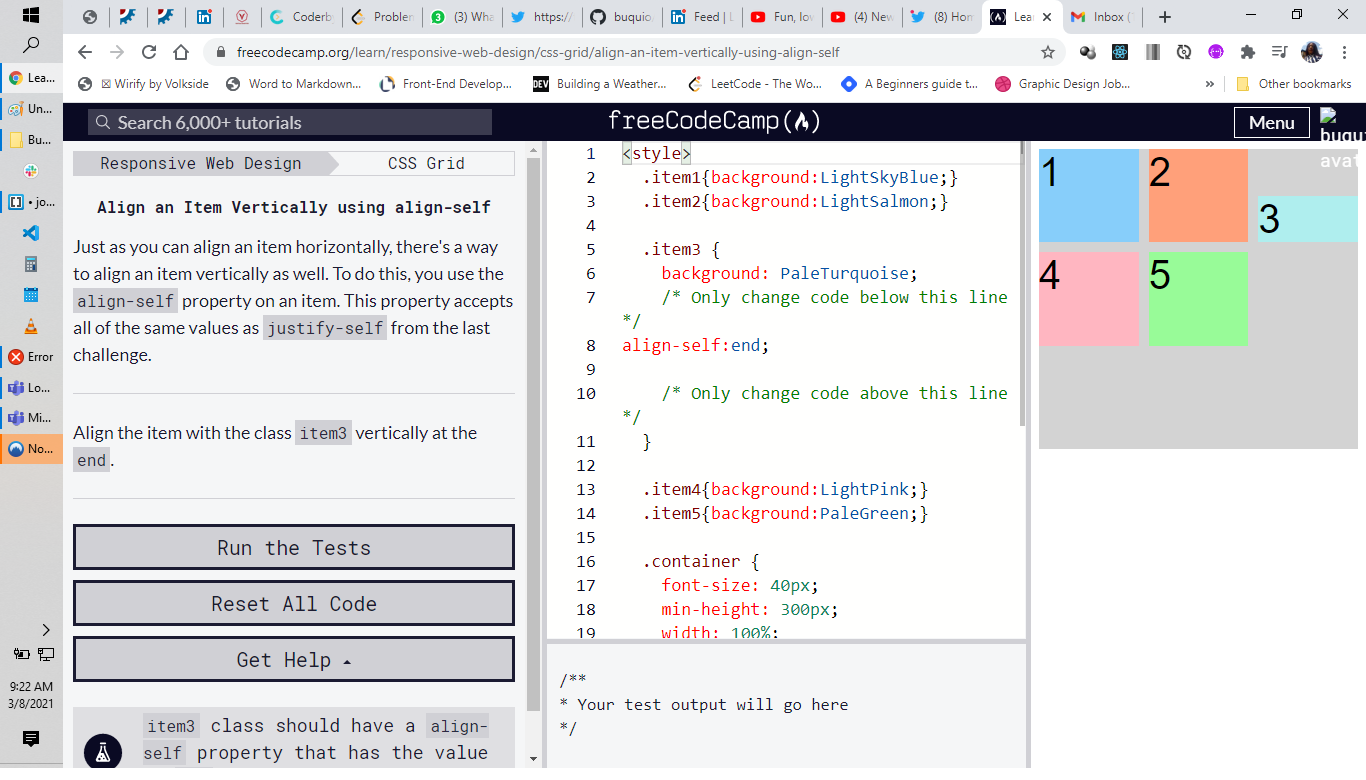 Coderby
Problem
(3) Wha
https://
buquio
Feed | L
Fun, lov
(4) New
(8) Hom
Lear
Inbox (
Lea...
freecodecamp.org/learn/responsive-web-design/css-grid/align-an-item-vertically-using-align-self
Wirify by Volkside
Word to Markdown...
Front-End Develop...
DEV
Building a Weather...
LeetCode - The Wo...
A Beginners guide t...
Graphic Design Job...
»
Other bookmarks
Un...
Bu...
• jo...
Error
Lo...
Mi...
No...
9:22 AM
3/8/2021
Search 6,000+ tutorials
freeCodeCamp
Menu
Responsive Web Design
CSS Grid
Align an Item Vertically using align-self
Just as you can align an item horizontally, there's a way
to align an item vertically as well. To do this, you use the
align-self property on an item. This property accepts
all of the same values as justify-self from the last
challenge.
Align the item with the class item3 vertically at the
end.
Run the Tests
Reset All Code
Get Help
item3 class should have a align-
self property that has the value
1 <style>
2 .item1{background:LightSkyBlue;}
3 .item2{background:LightSalmon;}
4
5 .item3 {
6 background: PaleTurquoise;
7 /* Only change code below this line
*/
8 align-self:end;
9
10 /* Only change code above this line
*/
11 }
12
13 .item4{background:LightPink;}
14 .item5{background:PaleGreen;}
15
16 .container {
17 font-size: 40px;
18 min-height: 300px;
19 width: 100%;
/**
* Your test output will go here
*/
1
2
3
4
5